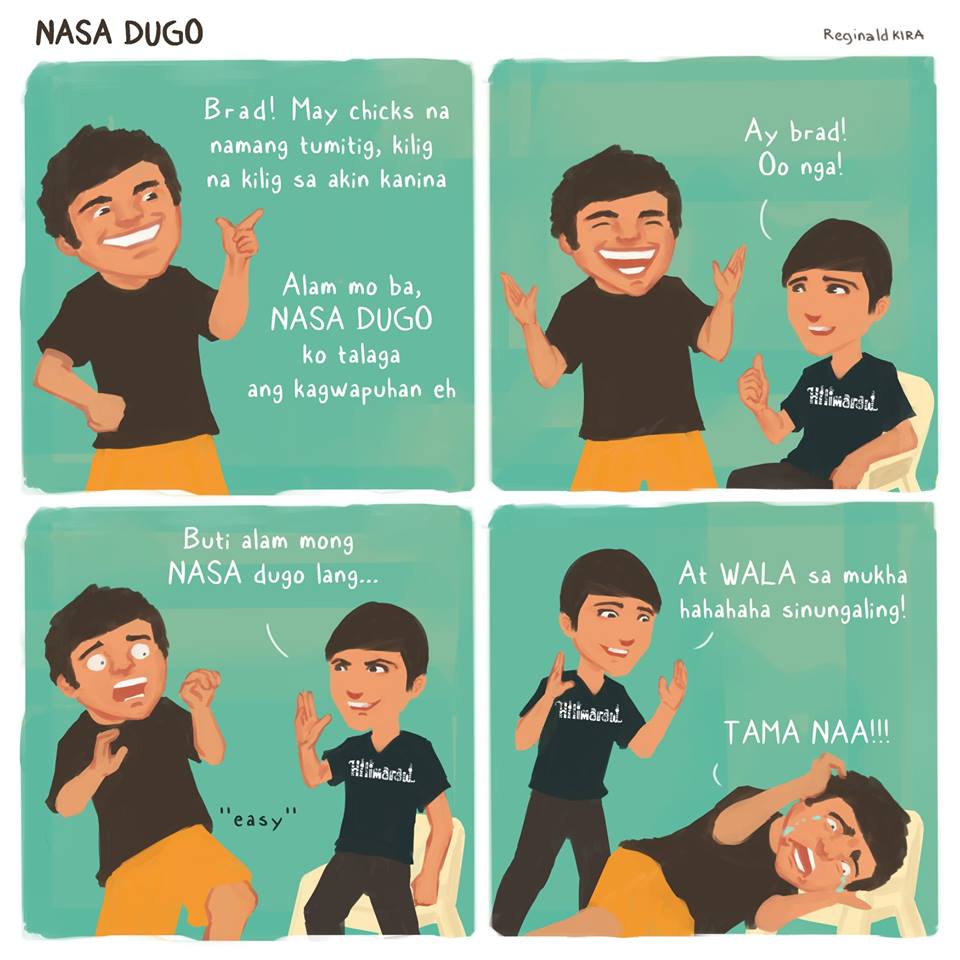 NASA DUGO
Reginald KIRA
Brad! May chicks na
namang tumitig, kilig
na kilig sa akin kanina
Alam mo ba,
NASA DUGO
ko talaga
ang kagwapuhan eh
Ay brad!
Oo nga!
Buti alam mong
NASA dugo lang...
"easy"
At WALA sa mukha
hahahaha sinungaling!
TAMA NAA!!!